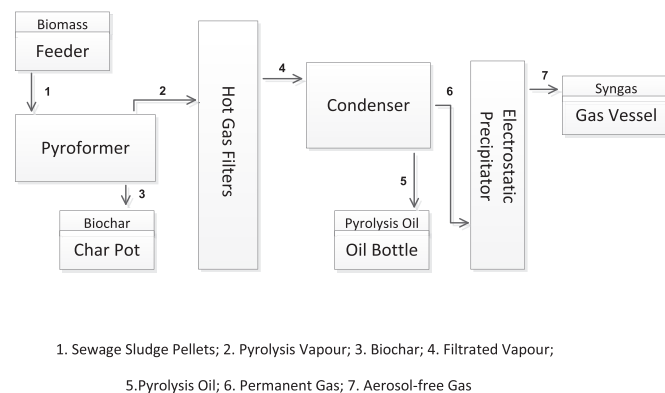 Biomass
Feeder
1
2
Pyroformer
3
Biochar
Char Pot
Hot Gas Filters
4
Condenser
5
Pyrolysis Oil
Oil Bottle
6
Electrostatic
Precipitator
7
Syngas
Gas Vessel
1. Sewage Sludge Pellets; 2. Pyrolysis Vapour; 3. Biochar; 4. Filtrated Vapour;
5.Pyrolysis Oil; 6. Permanent Gas; 7. Aerosol-free Gas